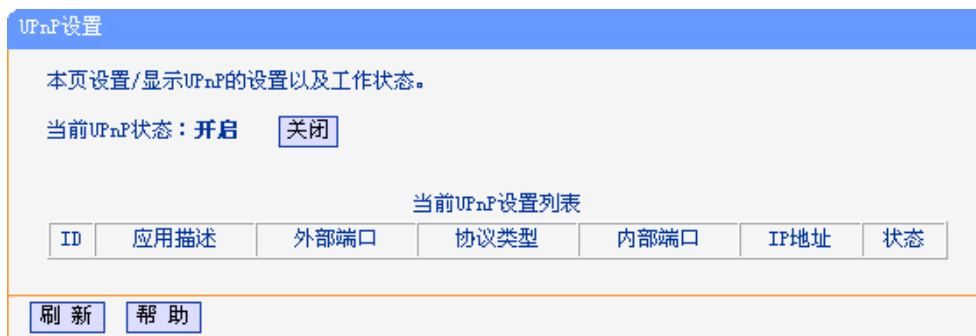 UPnP设置
本页设置/显示UPnP的设置以及工作状态。
当前UPnP状态：开启 关闭
当前UPnP设置列表
ID 应用描述 外部端口 协议类型 内部端口 IP地址 状态
刷 新 帮 助